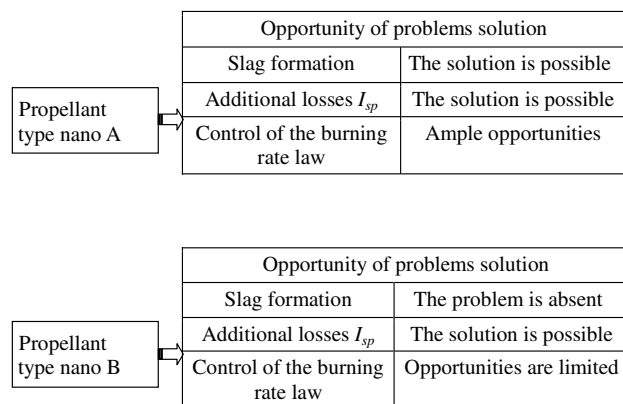 Opportunity of problems solution
Slag formation The solution is possible
Additional losses Isp The solution is possible
Propellant
type nano A
Control of the burning
rate law
Ample opportunities
Opportunity of problems solution
Slag formation The problem is absent
Additional losses Isp The solution is possible
Propellant
type nano B
Control of the burning
rate law
Opportunities are limited